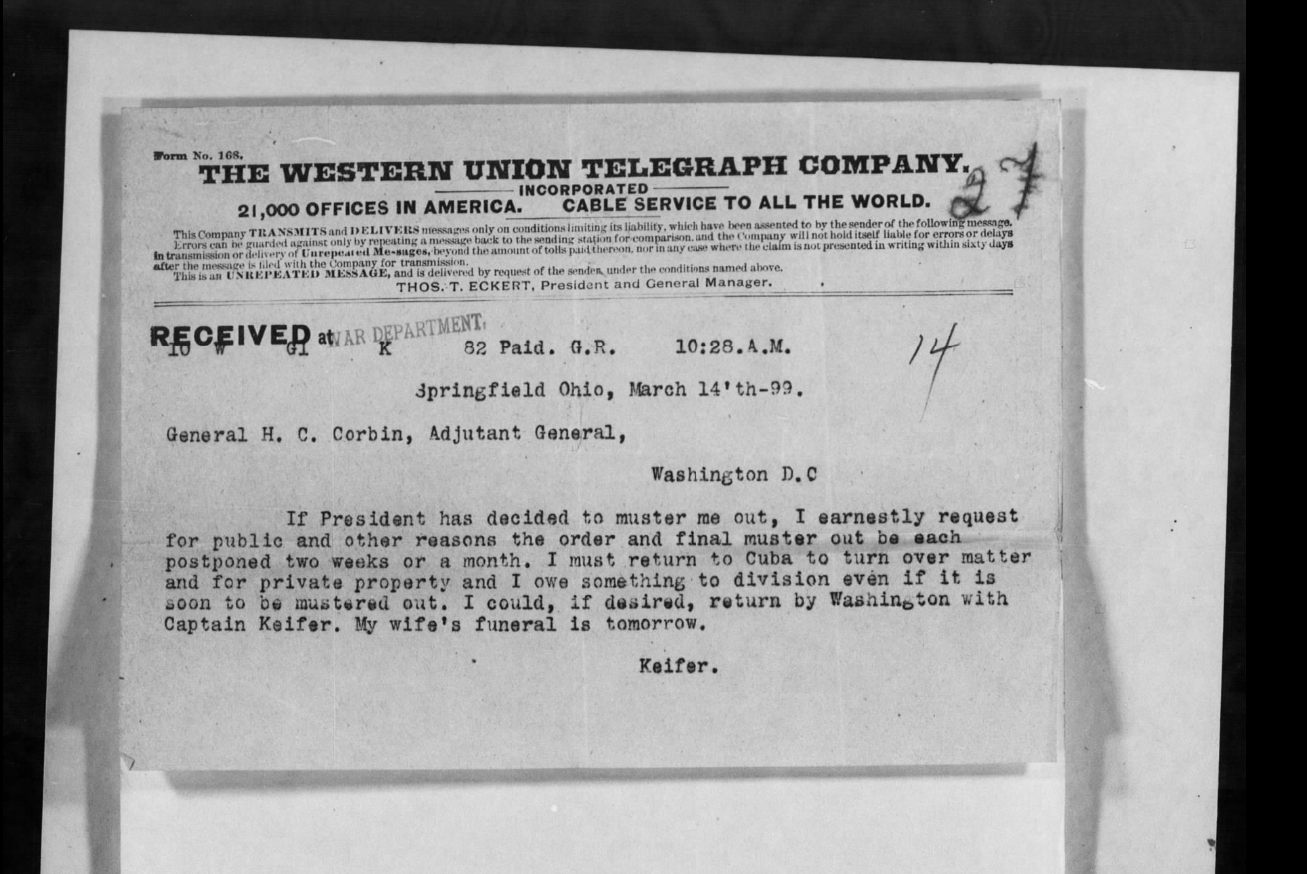 Form No. 168.
THE WESTERN UNION TELEGRAPH COMPANY.
INCORPORATED
21,000 OFFICES IN AMERICA. CABLE SERVICE TO ALL THE WORLD.
This Company TRANSMITS and DELIVERS messages only on conditions limiting its liability, which have been assented to by the sender of the following message.
Errors can be guarded against only by repeating a message back to the sending station for comparison, and the Company will not hold itself liable for errors or delays
in transmission or delivery of Unrepeated Messages, beyond the amount of tolls paid thereon, nor in any case where the claim is not presented in writing within sixty days
after the message is filed with the Company for transmission.
This is an UNREPEATED MESSAGE, and is delivered by request of the sender, under the conditions named above.
THOS. T. ECKERT, President and General Manager.
RECEIVED at WAR DEPARTMENT.
10 W GI K 82 Paid. G.R. 10:28.A.M.
14
Springfield Ohio, March 14'th-99.
General H. C. Corbin, Adjutant General,
Washington D.C
If President has decided to muster me out, I earnestly request
for public and other reasons the order and final muster out be each
postponed two weeks or a month. I must return to Cuba to turn over matter
and for private property and I owe something to division even if it is
soon to be mustered out. I could, if desired, return by Washington with
Captain Keifer. My wife's funeral is tomorrow.
Keifer.